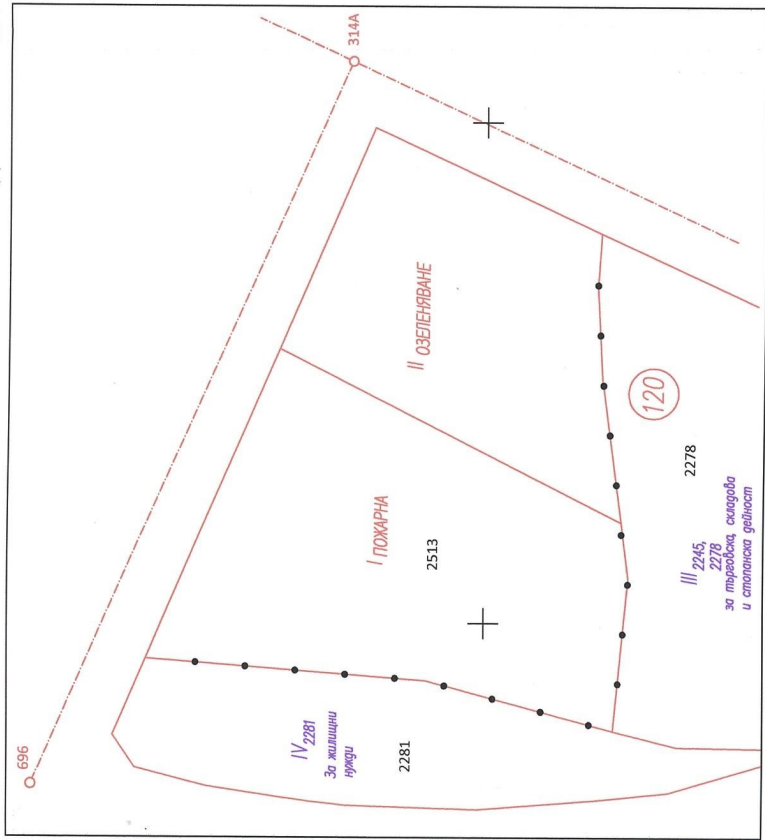 696
314А
II ОЗЕЛЕНЯВАНЕ
I ПОЖАРНА
2513
IV 2281
За жилищни
нужди
2281
120
2278
III 2245,
2278
за търговска, складова
и стопанска дейност